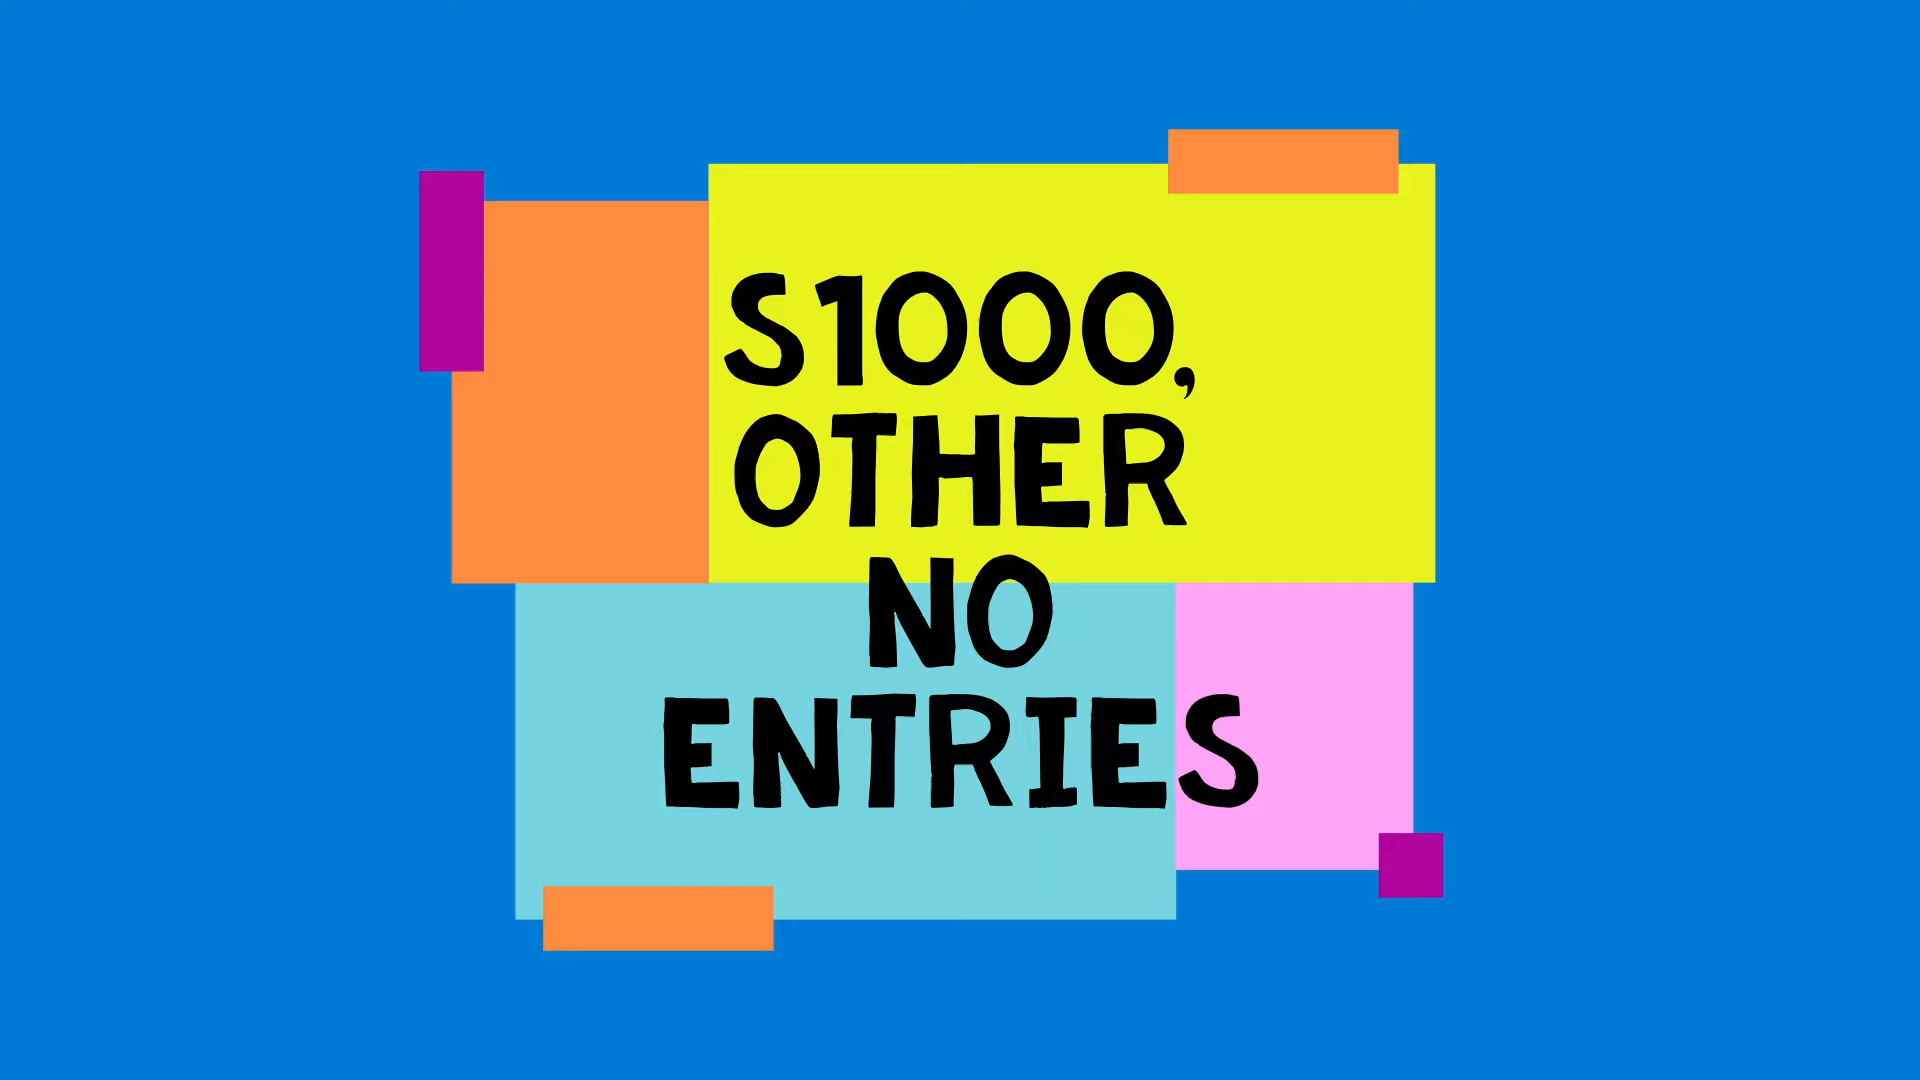 S1000,
OTHER
NO
ENTRIES